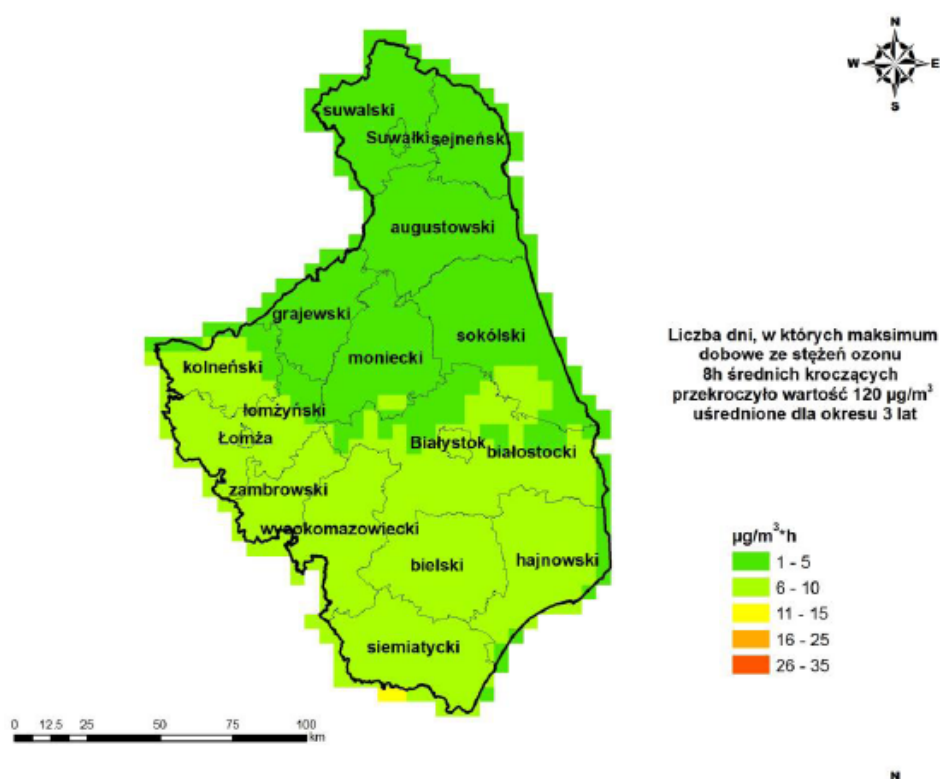 N
W E
S
suwalski
Suwałki sejneńsk
augustowski
grajewski
sokólski
moniecki
kolneński
łomżyński
Łomża
Białystok
białostocki
zambrowski
wysokomazowiecki
bielski
hajnowski
siemiatycki
Liczba dni, w których maksimum
dobowe ze stężeń ozonu
8h średnich kroczących
przekroczyło wartość 120 µg/m³
uśrednione dla okresu 3 lat
µg/m³*h
1 - 5
6 - 10
11 - 15
16 - 25
26 - 35
0 12.5 25 50 75 100
km
N